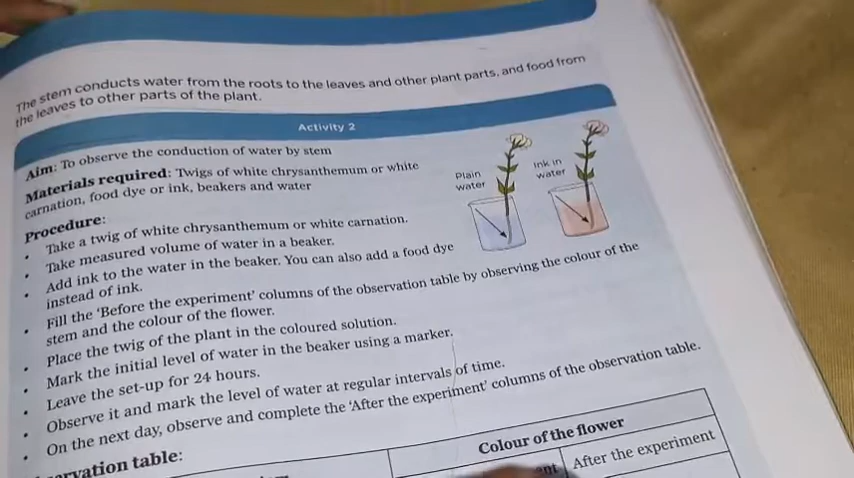 The stem conducts water from the roots to the leaves and other plant parts, and food from
the leaves to other parts of the plant.
Activity 2
Aim: To observe the conduction of water by stem
Materials required: Twigs of white chrysanthemum or white
carnation, food dye or ink, beakers and water
Plain
water
Ink in
water
Procedure:
• Take a twig of white chrysanthemum or white carnation.
• Take measured volume of water in a beaker.
• Add ink to the water in the beaker. You can also add a food dye
instead of ink.
• Fill the 'Before the experiment' columns of the observation table by observing the colour of the
stem and the colour of the flower.
• Place the twig of the plant in the coloured solution.
• Mark the initial level of water in the beaker using a marker.
• Leave the set-up for 24 hours.
• Observe it and mark the level of water at regular intervals of time.
• On the next day, observe and complete the 'After the experiment' columns of the observation table.
table:
Colour of the flower
After the experiment